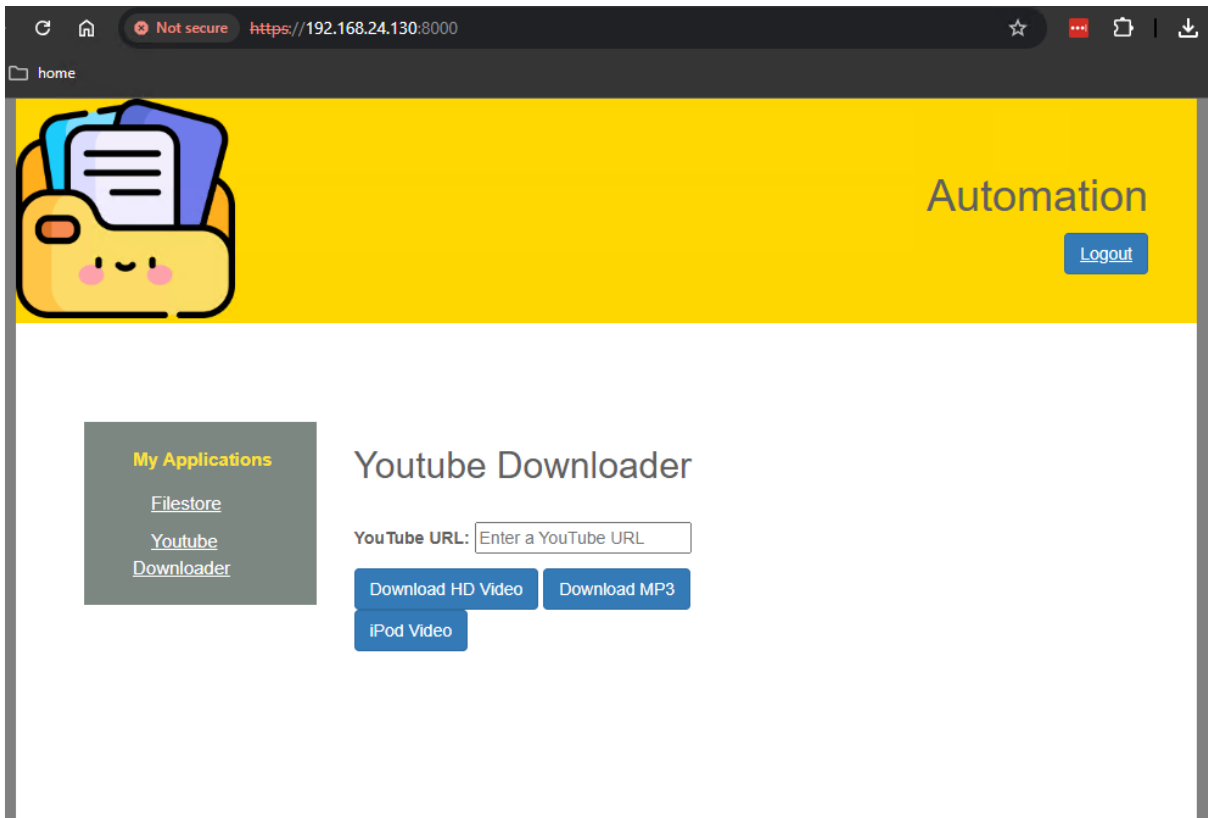 Not secure https://192.168.24.130:8000
home
Automation
Logout
My Applications
Filestore
Youtube
Downloader
Youtube Downloader
YouTube URL: Enter a YouTube URL
Download HD Video Download MP3
iPod Video